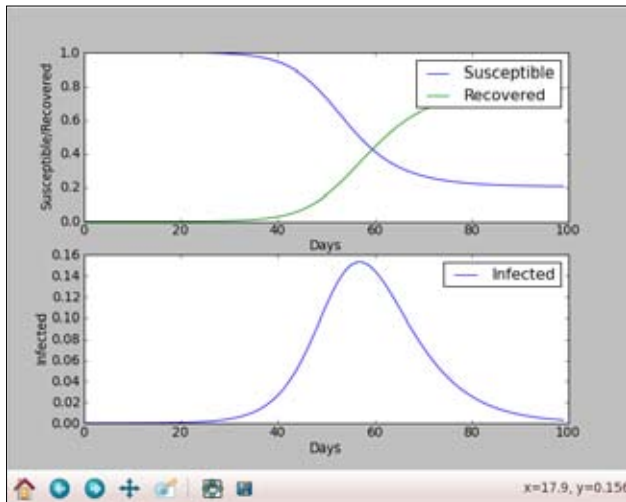 1.0
0.8
0.6
0.4
0.2
0.0
Susceptible/Recovered
Susceptible
Recovered
0 20 40 60 80 100
Days
0.16
0.14
0.12
0.10
0.08
0.06
0.04
0.02
0.00
Infected
Infected
0 20 40 60 80 100
Days
x=17.9, y=0.156